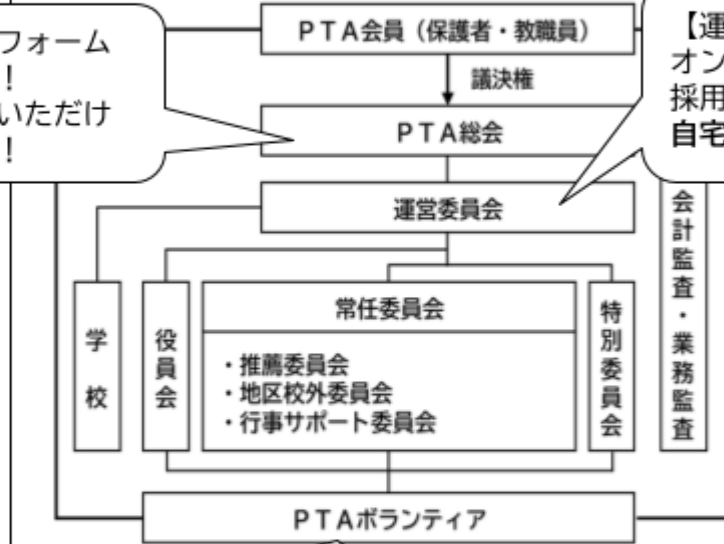 フォーム
！
いただけ
！
ＰＴＡ会員（保護者・教職員）
議決権
ＰＴＡ総会
【運
オン
採用
自宅
運営委員会
学校
役員会
常任委員会
・推薦委員会
・地区校外委員会
・行事サポート委員会
特別委員会
会計監査・業務監査
ＰＴＡボランティア